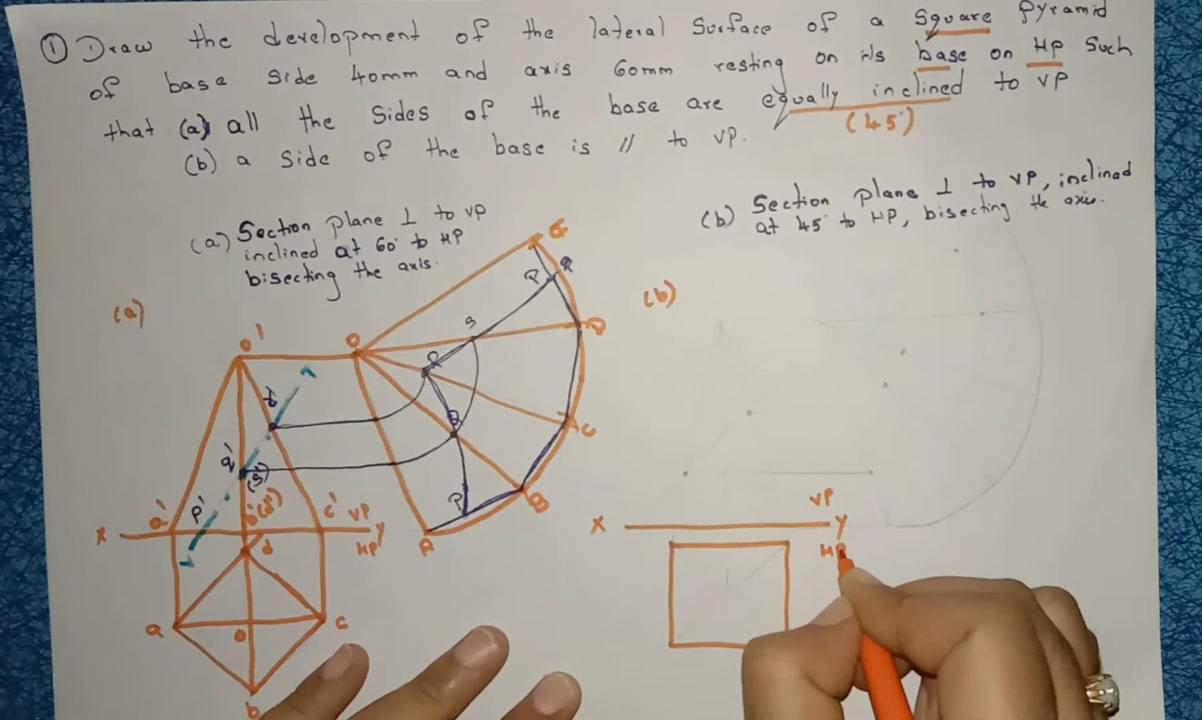 ① Draw the development of the lateral Surface of a Square Pyramid
of base side 40mm and axis 60mm resting on its base on HP Such
that (a) all the Sides of the base are equally inclined to VP
(45°)
(b) a side of the base is // to VP.
(a) Section plane ⊥ to VP
inclined at 60° to HP
bisecting the axis.
(b) Section plane ⊥ to VP, inclined
at 45° to HP, bisecting the axis.
(a)
(b)
o'
O
A
B
C
D
R
Q
P
S
R
P
q'
(s')
p'
a'
b'(d')
c'
VP
X
Y
HP
d
a
o
c
b
VP
X
Y
HP